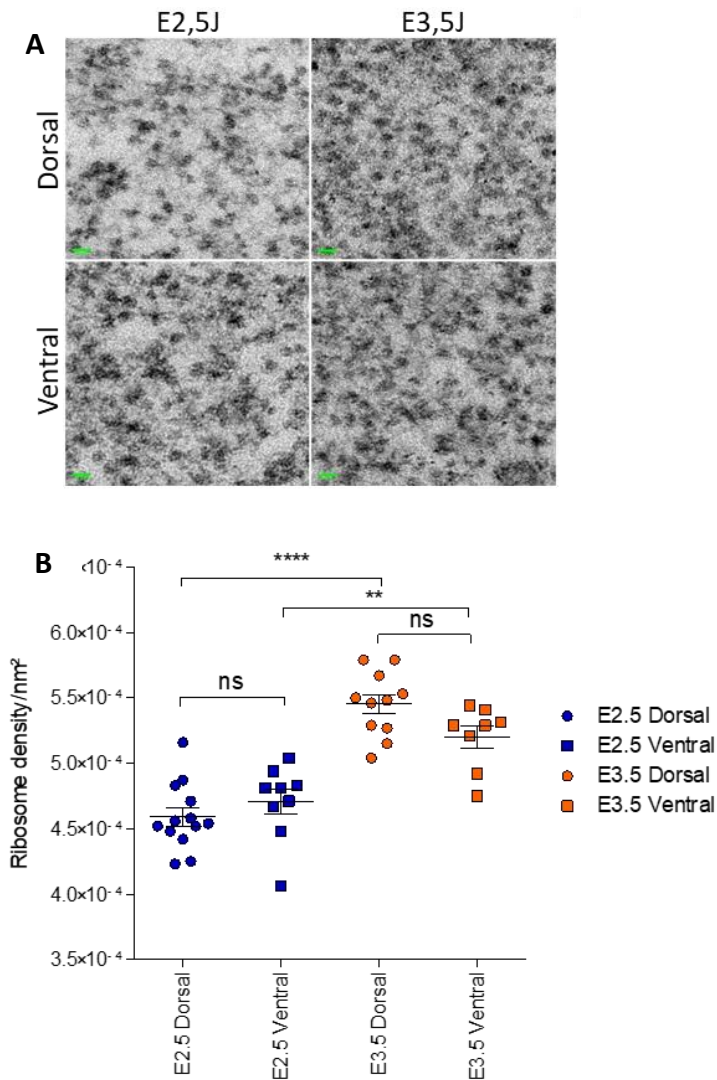 A
E2,5J
E3,5J
Dorsal
Ventral
B
10⁻⁴
****
**
6.0×10⁻⁴
ns
5.5×10⁻⁴
ns
5.0×10⁻⁴
4.5×10⁻⁴
4.0×10⁻⁴
3.5×10⁻⁴
Ribosome density/nm²
E2.5 Dorsal
E2.5 Ventral
E3.5 Dorsal
E3.5 Ventral
E2.5 Dorsal
E2.5 Ventral
E3.5 Dorsal
E3.5 Ventral